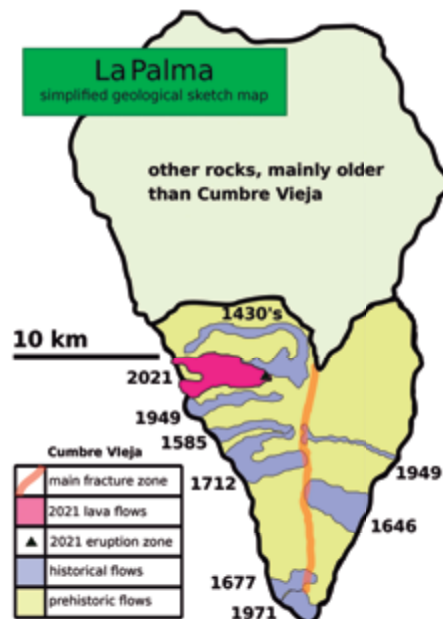 La Palma
simplified geological sketch map
other rocks, mainly older
than Cumbre Vieja
1430's
10 km
2021
1949
1585
1712
1949
1646
1677
1971
Cumbre VIeja
main fracture zone
2021 lava flows
2021 eruption zone
historical flows
prehistoric flows